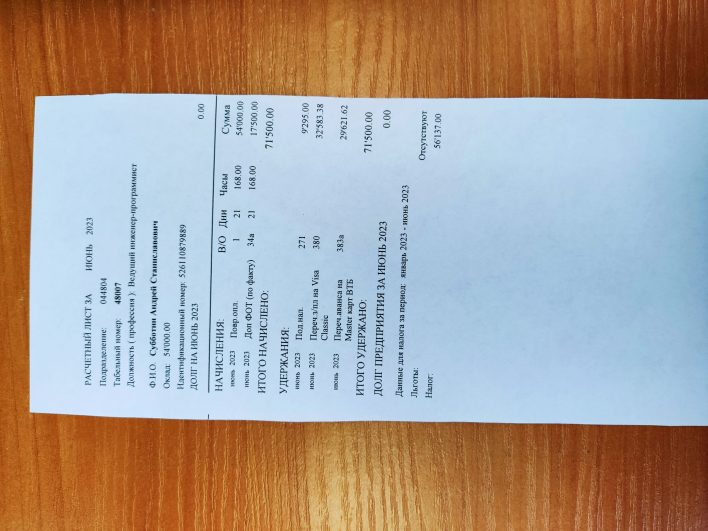 РАСЧЕТНЫЙ ЛИСТ ЗА ИЮНЬ 2023
Подразделение: 044804
Табельный номер: 48007
Должность ( профессия ): Ведущий инженер-программист
Ф.И.О. Субботин Андрей Станиславович
Оклад: 54'000.00
Идентификационный номер: 526110879889
ДОЛГ НА ИЮНЬ 2023 0.00
НАЧИСЛЕНИЯ: В/О Дни Часы Сумма
июнь 2023 Повр.опл. 1 21 168.00 54'000.00
июнь 2023 Доп ФОТ (по факту) 34а 21 168.00 17'500.00
ИТОГО НАЧИСЛЕНО: 71'500.00
УДЕРЖАНИЯ:
июнь 2023 Под.нал. 271 9'295.00
июнь 2023 Переч.з/пл на Visa 380 32'583.38
Classic
июнь 2023 Переч.аванса на 383а 29'621.62
Master карт ВТБ
ИТОГО УДЕРЖАНО: 71'500.00
ДОЛГ ПРЕДПРИЯТИЯ ЗА ИЮНЬ 2023 0.00
Данные для налога за период: январь 2023 - июнь 2023
Льготы: Отсутствуют
Налог: 56'137.00